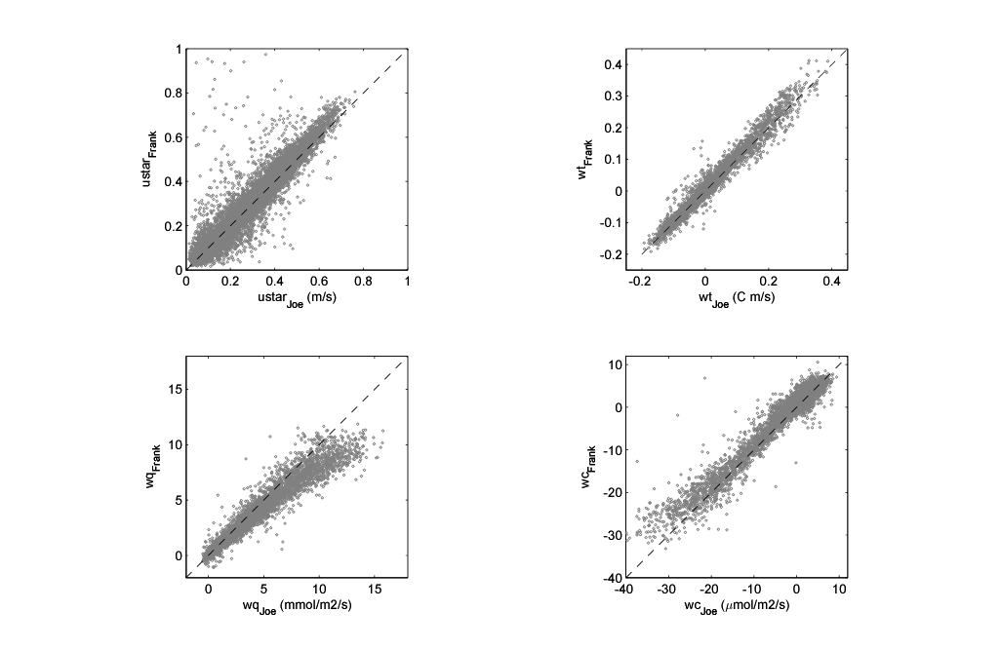 1
0.8
0.6
0.4
0.2
0
0 0.2 0.4 0.6 0.8 1
ustar_Frank
ustar_Joe (m/s)
0.4
0.3
0.2
0.1
0
-0.1
-0.2
-0.2 0 0.2 0.4
wt_Frank
wt_Joe (C m/s)
15
10
5
0
0 5 10 15
wq_Frank
wq_Joe (mmol/m2/s)
10
0
-10
-20
-30
-40
-40 -30 -20 -10 0 10
wc_Frank
wc_Joe (μmol/m2/s)